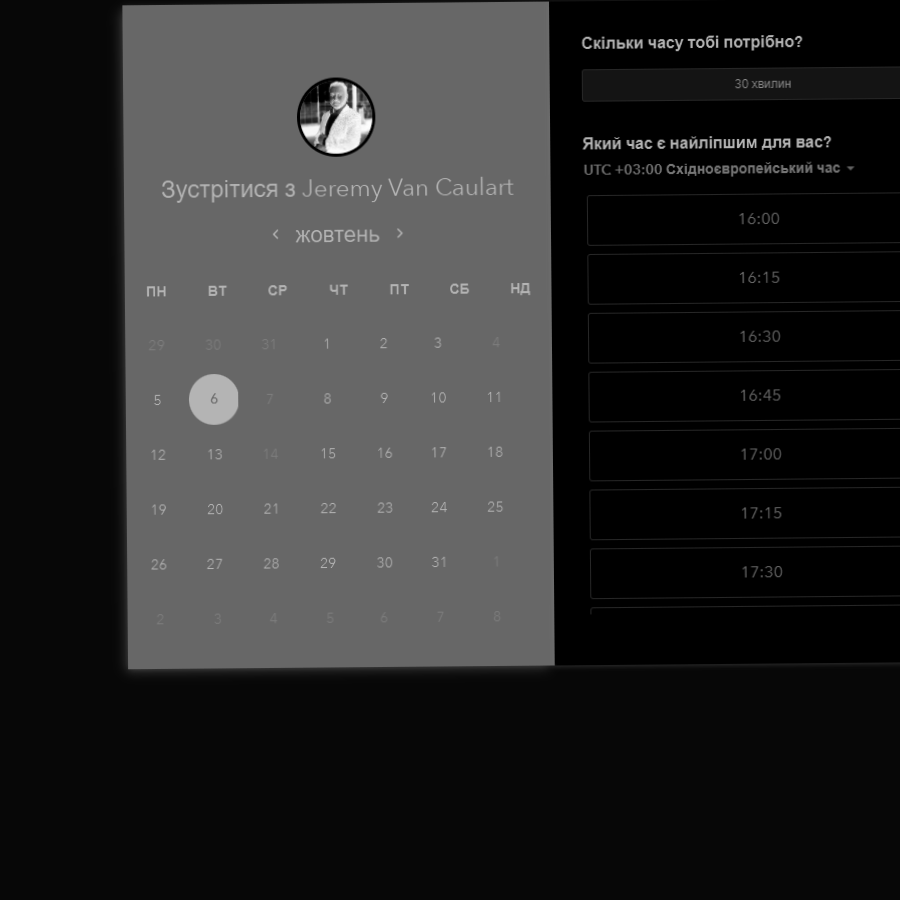 Зустрітися з Jeremy Van Caulart
жовтень
ПН ВТ СР ЧТ ПТ СБ НД
29 30 31 1 2 3 4
5 6 7 8 9 10 11
12 13 14 15 16 17 18
19 20 21 22 23 24 25
26 27 28 29 30 31 1
2 3 4 5 6 7 8
Скільки часу тобі потрібно?
30 хвилин
Який час є найліпшим для вас?
UTC +03:00 Східноєвропейський час
16:00
16:15
16:30
16:45
17:00
17:15
17:30